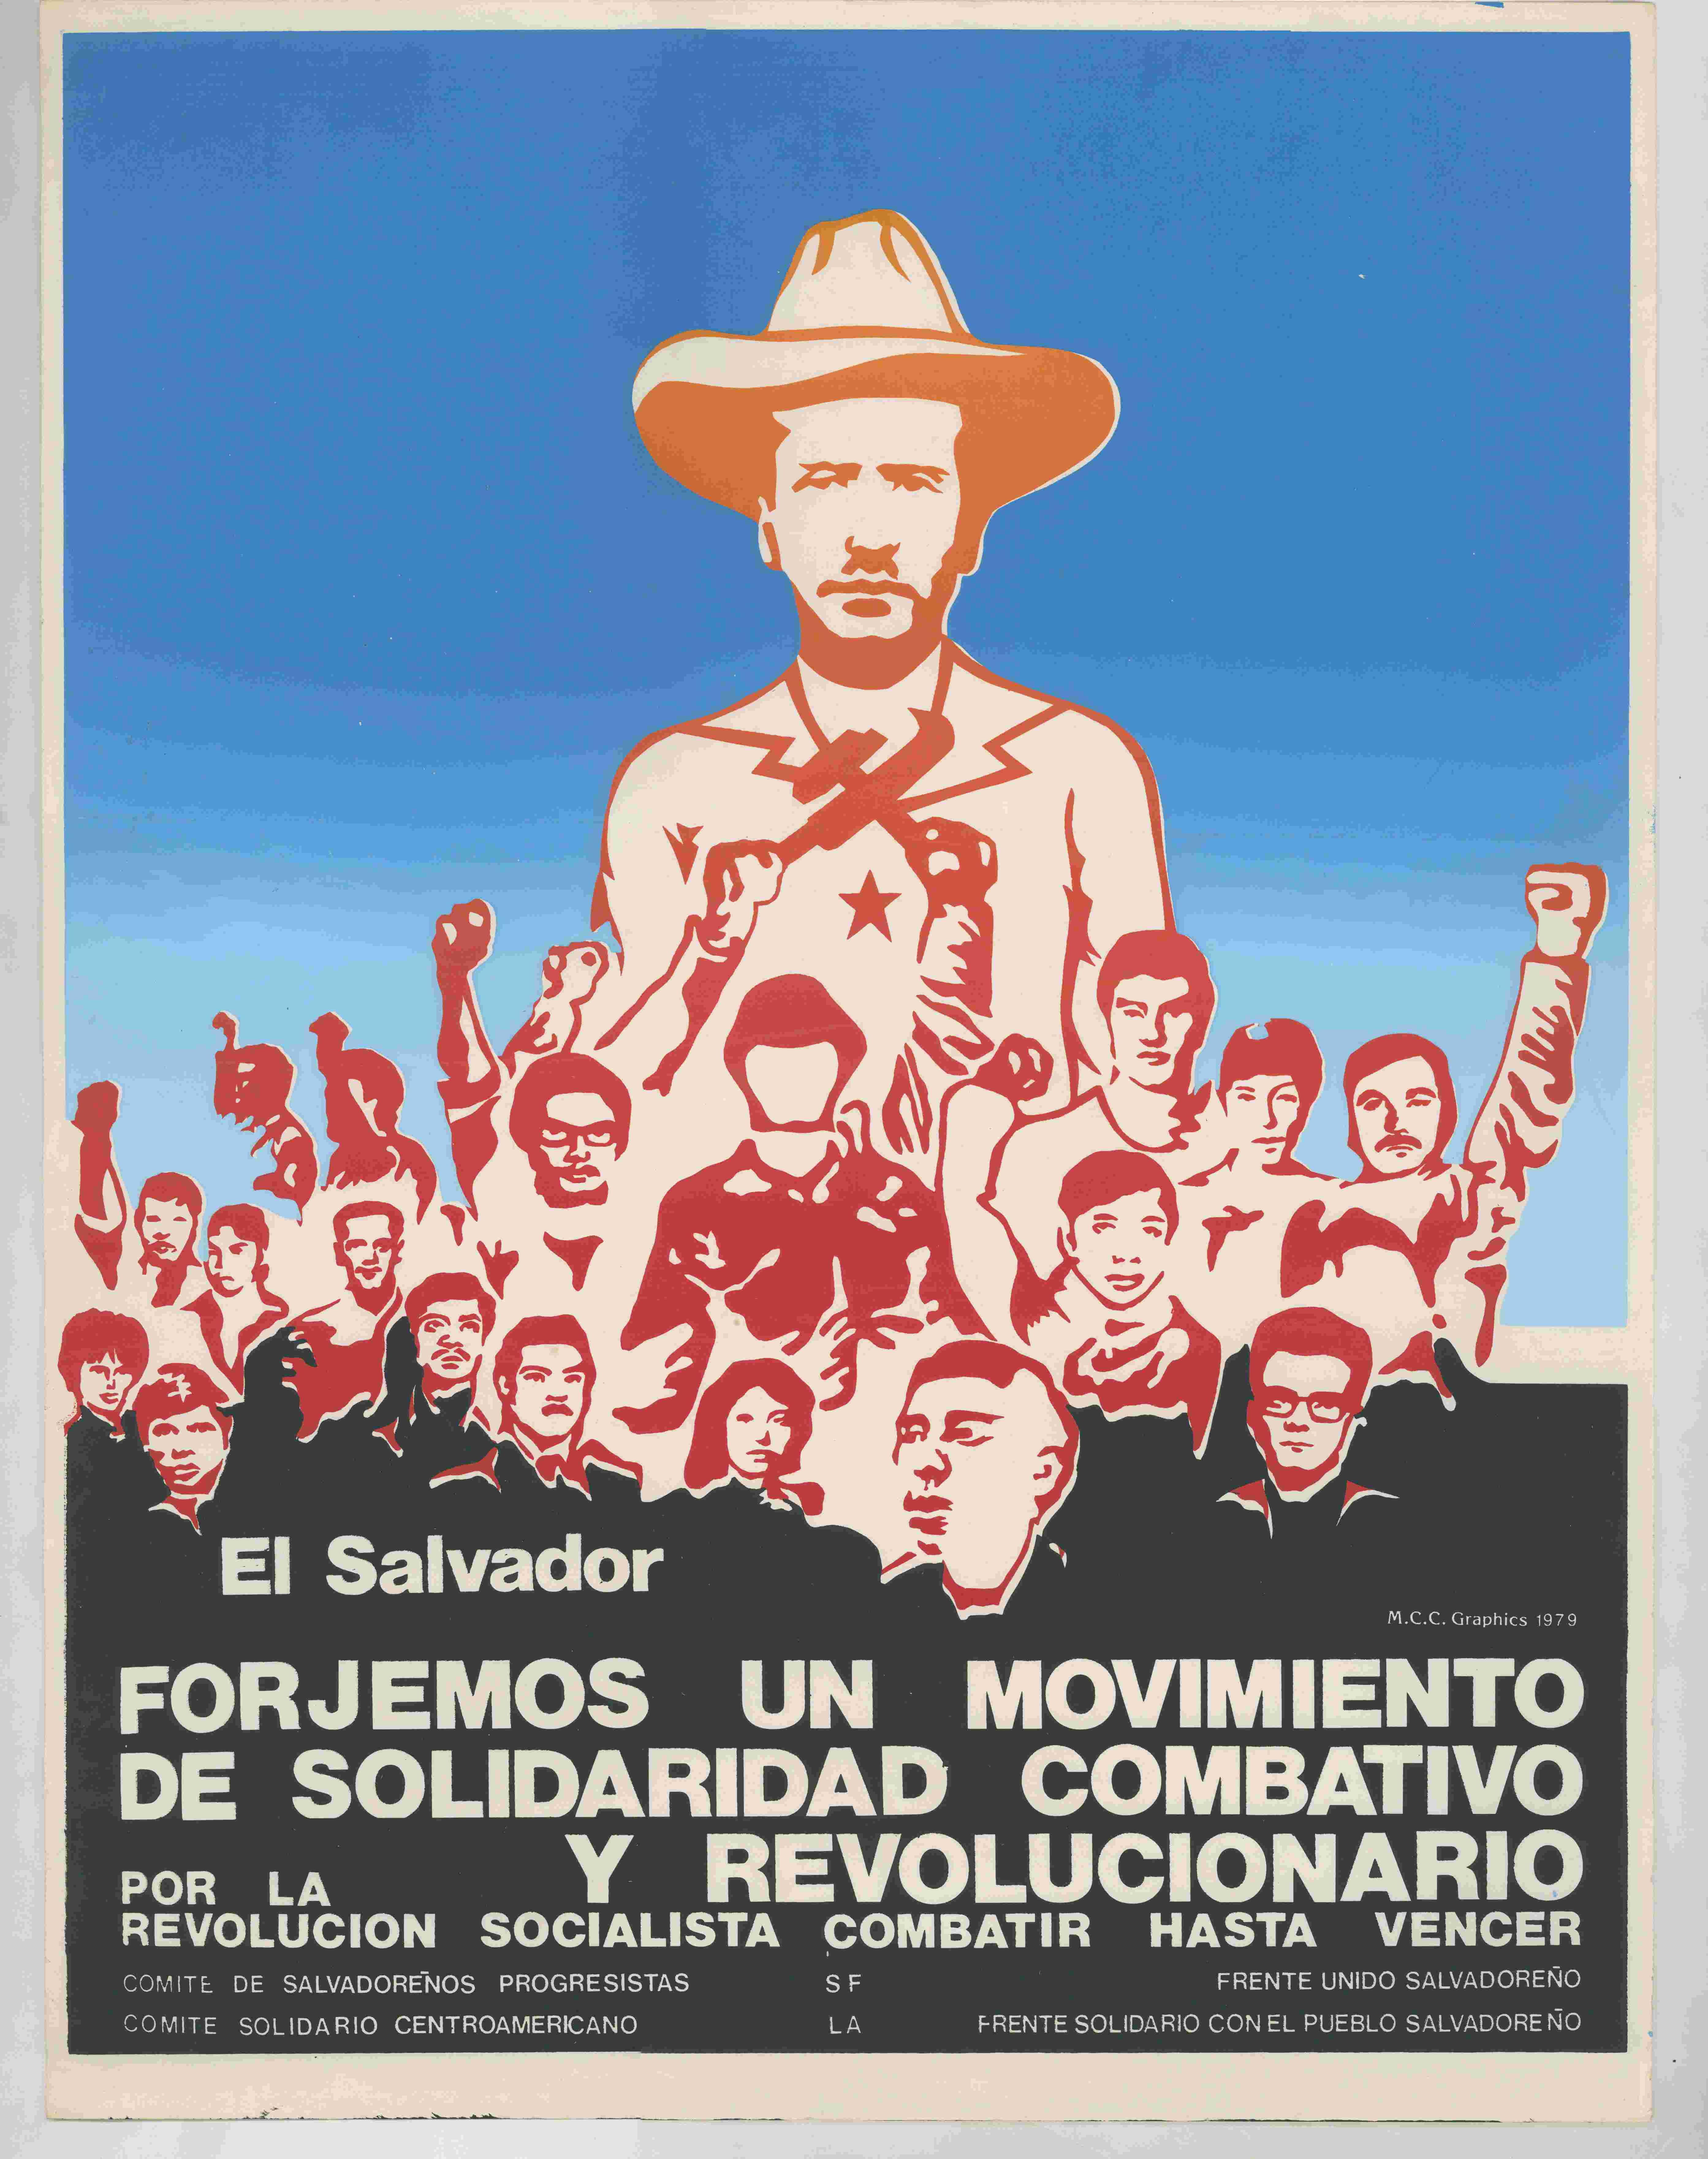 El Salvador
M.C.C. Graphics 1979
FORJEMOS UN MOVIMIENTO
DE SOLIDARIDAD COMBATIVO
Y REVOLUCIONARIO
POR LA
REVOLUCION SOCIALISTA COMBATIR HASTA VENCER
COMITE DE SALVADOREÑOS PROGRESISTAS SF FRENTE UNIDO SALVADOREÑO
COMITE SOLIDARIO CENTROAMERICANO LA FRENTE SOLIDARIO CON EL PUEBLO SALVADOREÑO